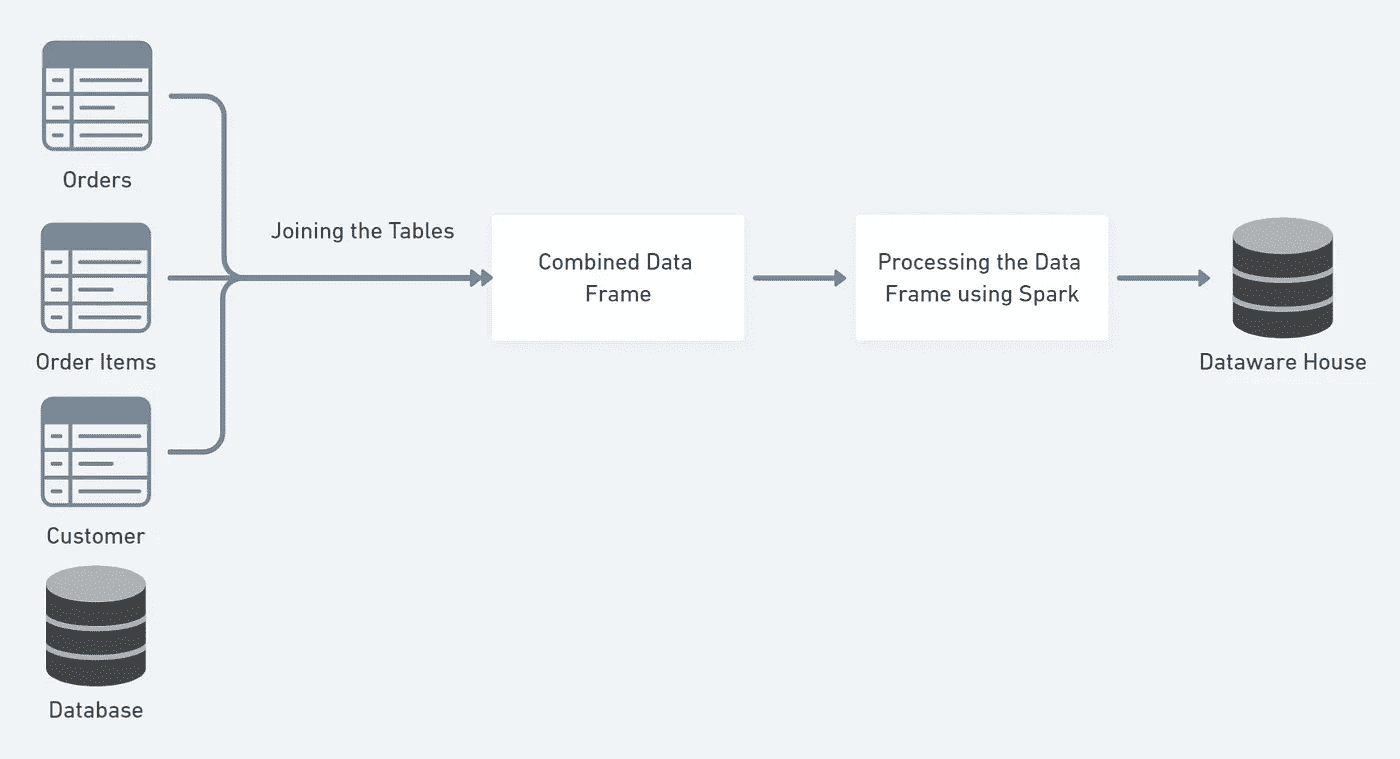 Orders
Joining the Tables
Order Items
Combined Data
Frame
Processing the Data
Frame using Spark
Dataware House
Customer
Database